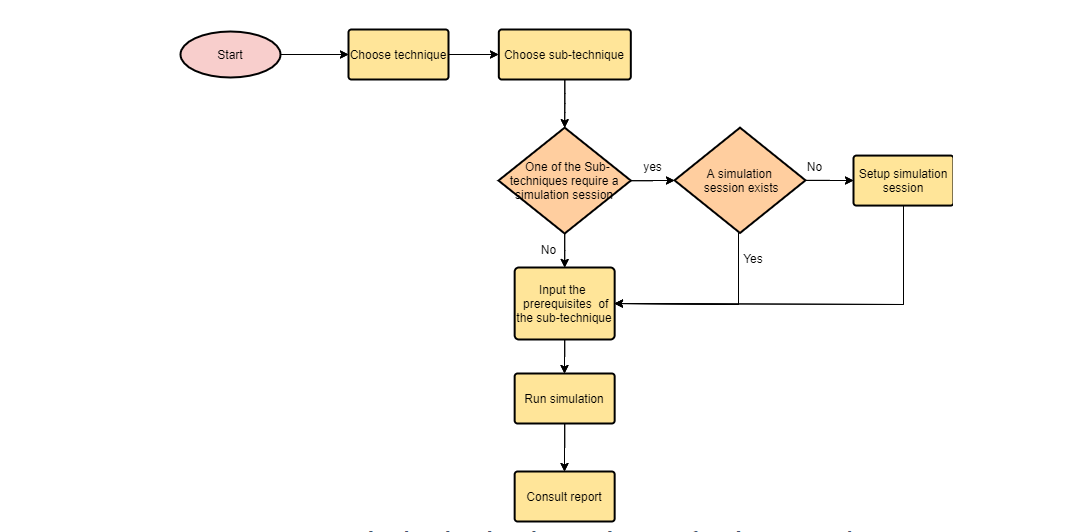 Start
Choose technique
Choose sub-technique
One of the Sub-
techniques require a
simulation session
yes
A simulation
session exists
No
Setup simulation
session
No
Yes
Input the
prerequisites of
the sub-technique
Run simulation
Consult report